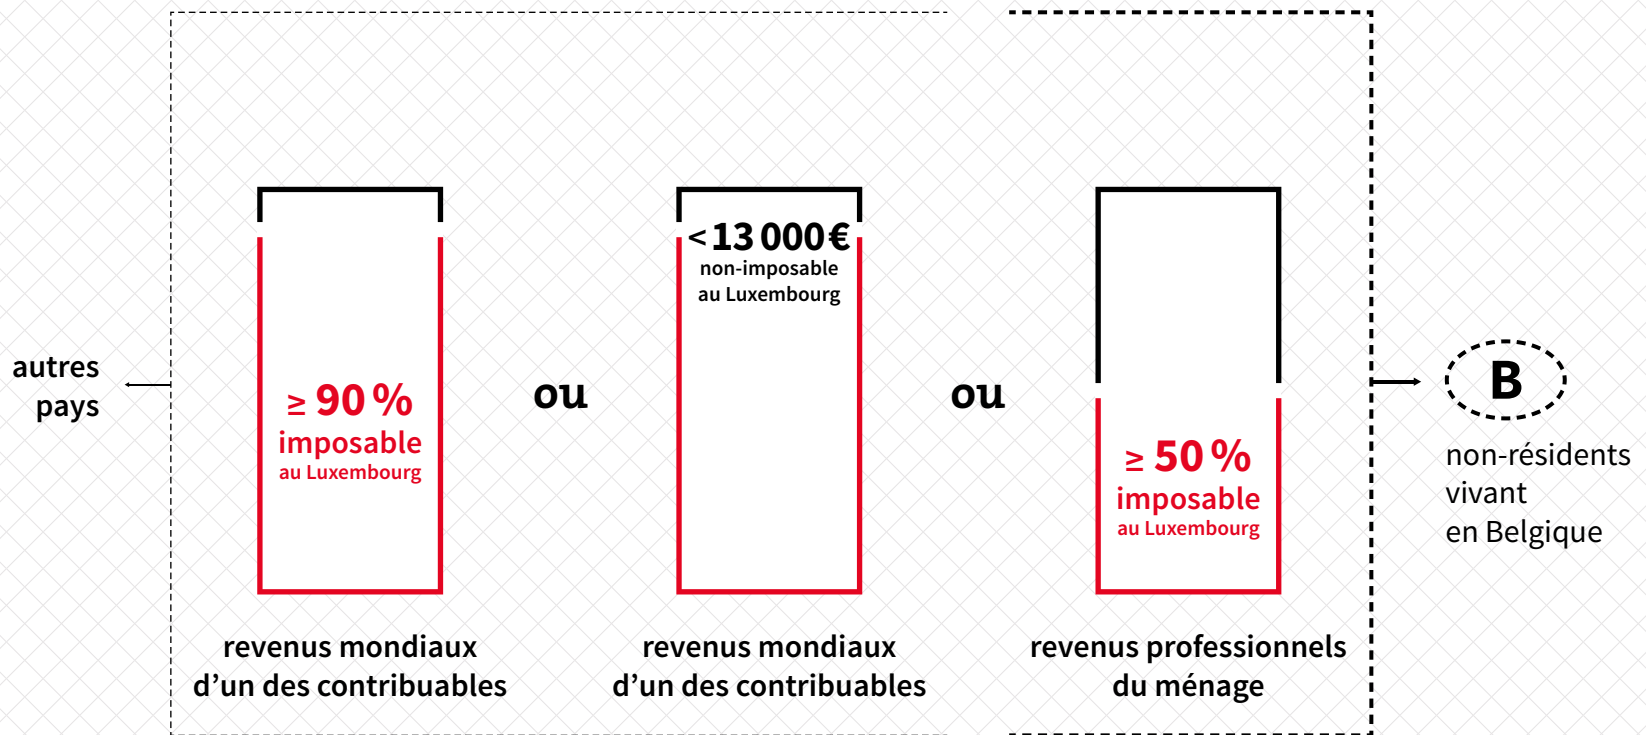 autres
pays
≥ 90 %
imposable
au Luxembourg
revenus mondiaux
d’un des contribuables
ou
< 13 000 €
non-imposable
au Luxembourg
revenus mondiaux
d’un des contribuables
ou
≥ 50 %
imposable
au Luxembourg
revenus professionnels
du ménage
B
non-résidents
vivant
en Belgique